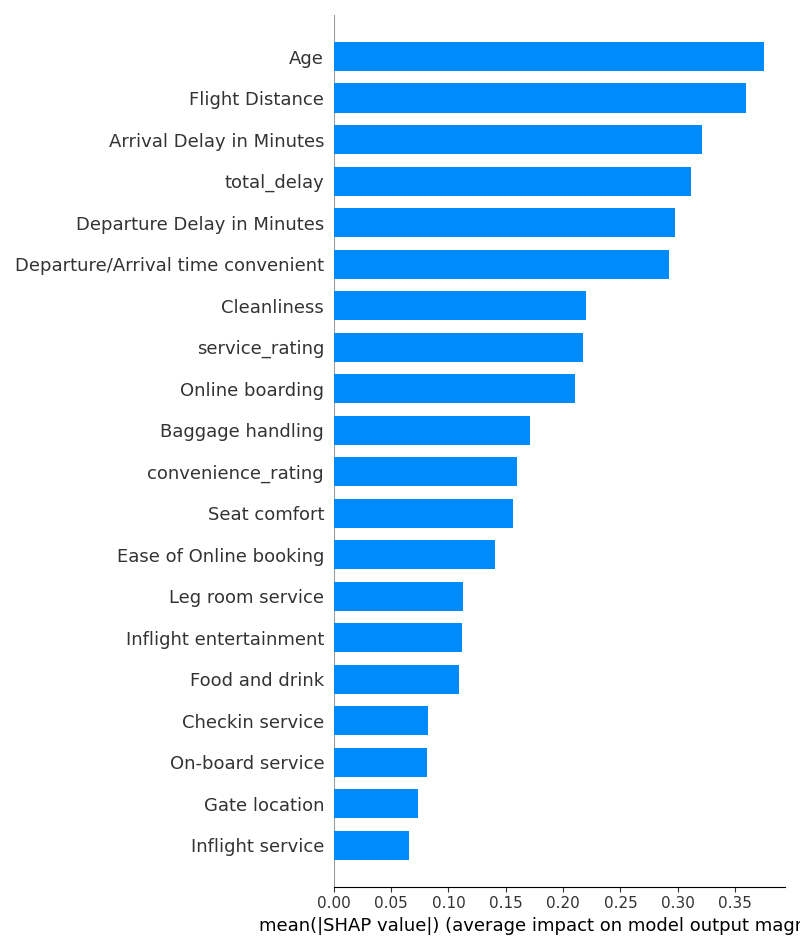 Age
Flight Distance
Arrival Delay in Minutes
total_delay
Departure Delay in Minutes
Departure/Arrival time convenient
Cleanliness
service_rating
Online boarding
Baggage handling
convenience_rating
Seat comfort
Ease of Online booking
Leg room service
Inflight entertainment
Food and drink
Checkin service
On-board service
Gate location
Inflight service
0.00 0.05 0.10 0.15 0.20 0.25 0.30 0.35
mean(|SHAP value|) (average impact on model output magn